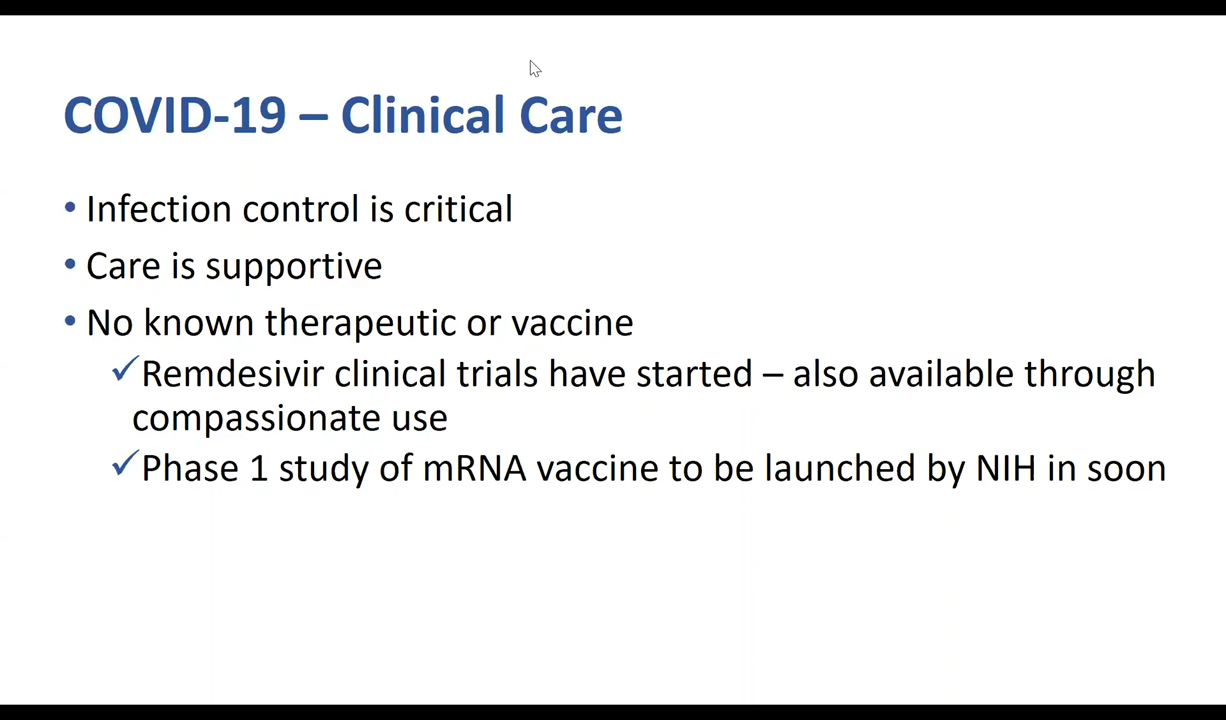 COVID-19 – Clinical Care
• Infection control is critical
• Care is supportive
• No known therapeutic or vaccine
✓Remdesivir clinical trials have started – also available through
compassionate use
✓Phase 1 study of mRNA vaccine to be launched by NIH in soon